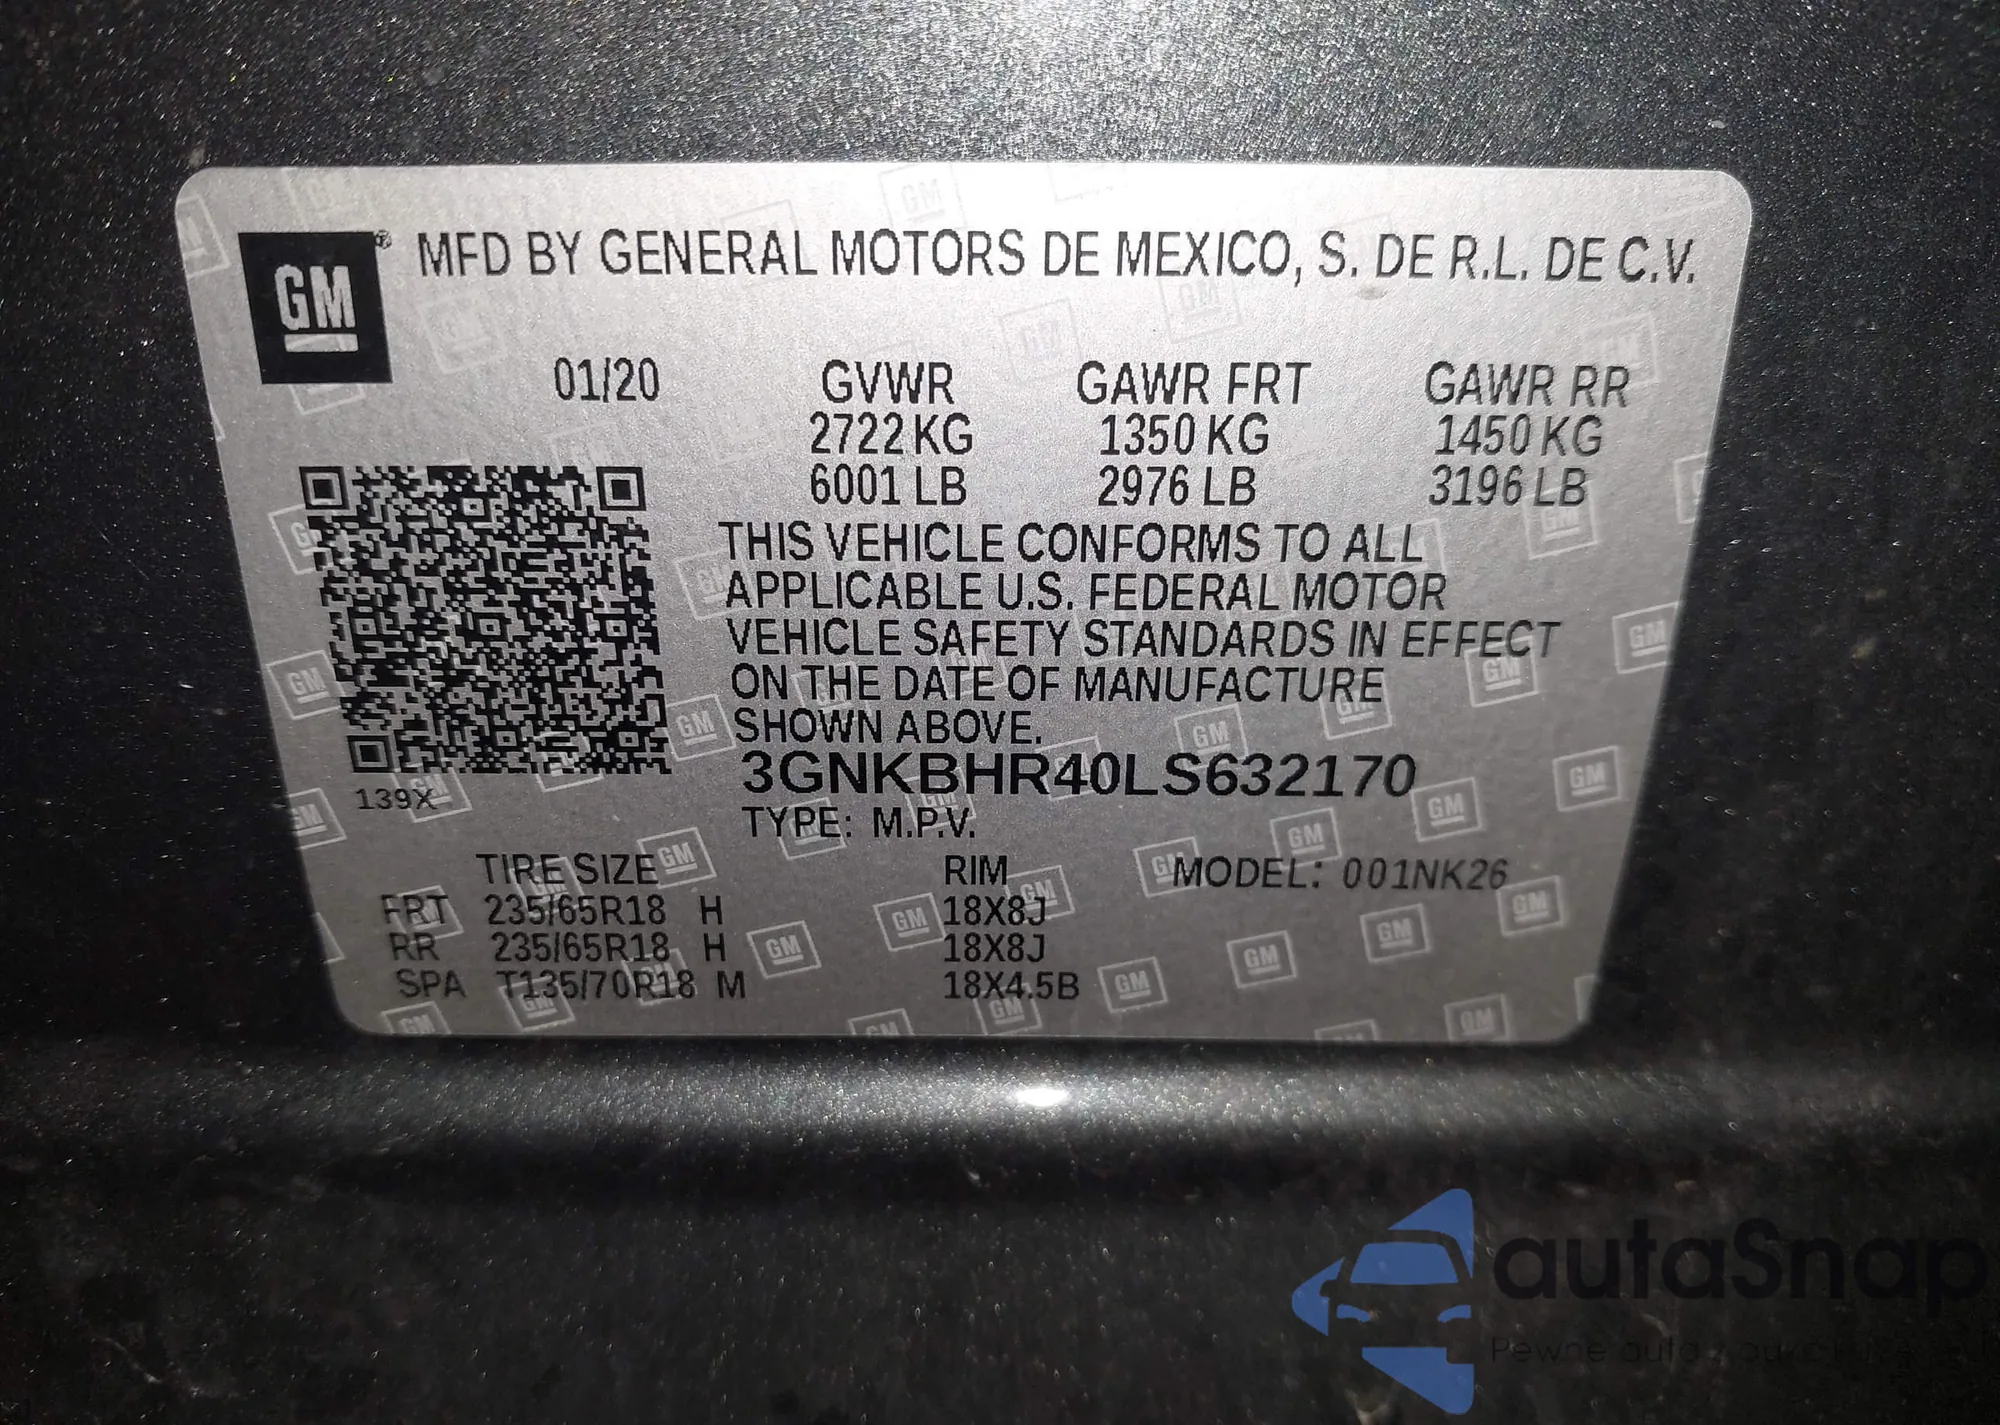 GM ® MFD BY GENERAL MOTORS DE MEXICO, S. DE R.L. DE C.V.
01/20 GVWR GAWR FRT GAWR RR
2722 KG 1350 KG 1450 KG
6001 LB 2976 LB 3196 LB
THIS VEHICLE CONFORMS TO ALL
APPLICABLE U.S. FEDERAL MOTOR
VEHICLE SAFETY STANDARDS IN EFFECT
ON THE DATE OF MANUFACTURE
SHOWN ABOVE.
3GNKBHR40LS632170
139X
TYPE: M.P.V.
TIRE SIZE RIM MODEL: 001NK26
FRT 235/65R18 H 18X8J
RR 235/65R18 H 18X8J
SPA T135/70R18 M 18X4.5B
autaSnap
Pewne auta